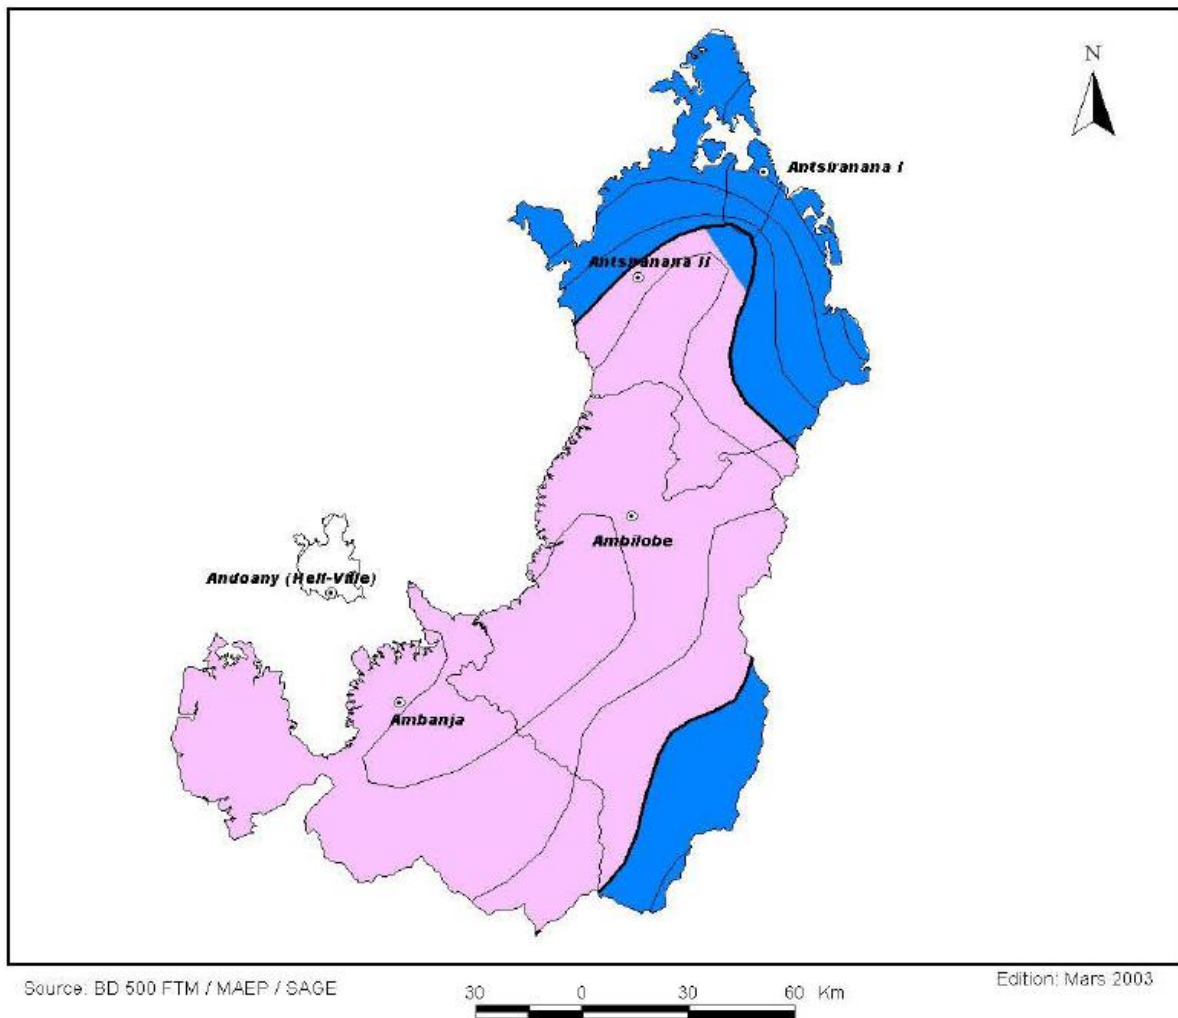 N
Antsiranana I
Antsiranana II
Ambilobe
Andoany (Hell-Ville)
Ambanja
Source: BD 500 FTM / MAEP / SAGE
Edition: Mars 2003
30 0 30 60 Km